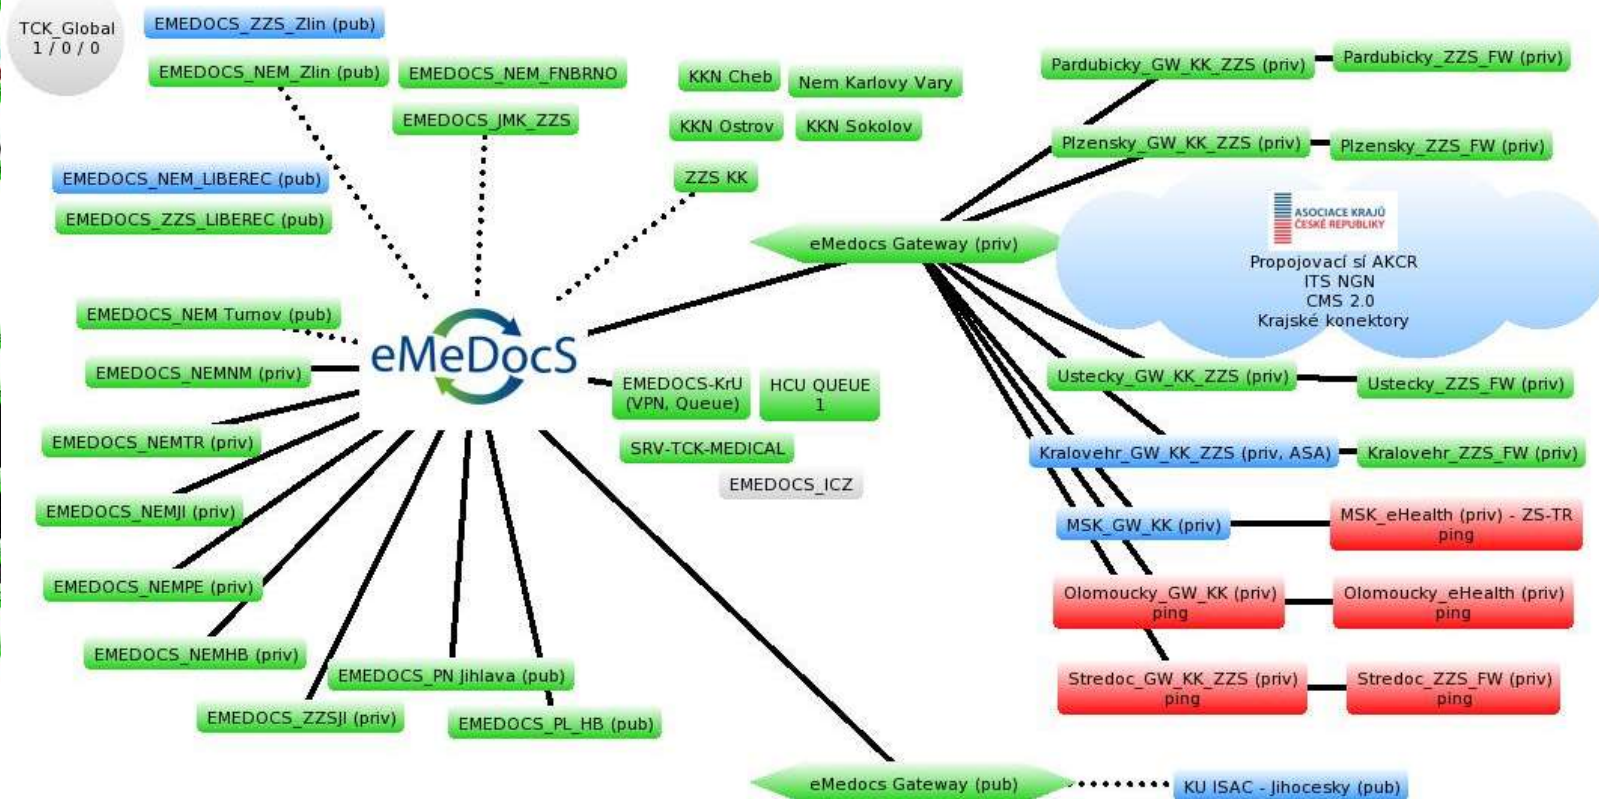 TCK_Global
1 / 0 / 0
EMEDOCS_ZZS_Zlin (pub)
EMEDOCS_NEM_Zlin (pub)
EMEDOCS_NEM_FNBRNO
EMEDOCS_JMK_ZZS
KKN Cheb
Nem Karlovy Vary
KKN Ostrov
KKN Sokolov
ZZS KK
Pardubicky_GW_KK_ZZS (priv)
Pardubicky_ZZS_FW (priv)
Plzensky_GW_KK_ZZS (priv)
Plzensky_ZZS_FW (priv)
EMEDOCS_NEM_LIBEREC (pub)
EMEDOCS_ZZS_LIBEREC (pub)
eMedocs Gateway (priv)
ASOCIACE KRAJŮ
ČESKÉ REPUBLIKY
Propojovací sí AKCR
ITS NGN
CMS 2.0
Krajské konektory
EMEDOCS_NEM Turnov (pub)
eMeDocS
EMEDOCS_NEMNM (priv)
EMEDOCS-KrU
(VPN, Queue)
HCU QUEUE
1
Ustecky_GW_KK_ZZS (priv)
Ustecky_ZZS_FW (priv)
EMEDOCS_NEMTR (priv)
SRV-TCK-MEDICAL
EMEDOCS_ICZ
Kralovehr_GW_KK_ZZS (priv, ASA)
Kralovehr_ZZS_FW (priv)
EMEDOCS_NEMJI (priv)
MSK_GW_KK (priv)
MSK_eHealth (priv) - ZS-TR
ping
EMEDOCS_NEMPE (priv)
Olomoucky_GW_KK (priv)
ping
Olomoucky_eHealth (priv)
ping
EMEDOCS_NEMHB (priv)
EMEDOCS_PN Jihlava (pub)
Stredoc_GW_KK_ZZS (priv)
ping
Stredoc_ZZS_FW (priv)
ping
EMEDOCS_ZZSJI (priv)
EMEDOCS_PL_HB (pub)
eMedocs Gateway (pub)
KU ISAC - Jihocesky (pub)